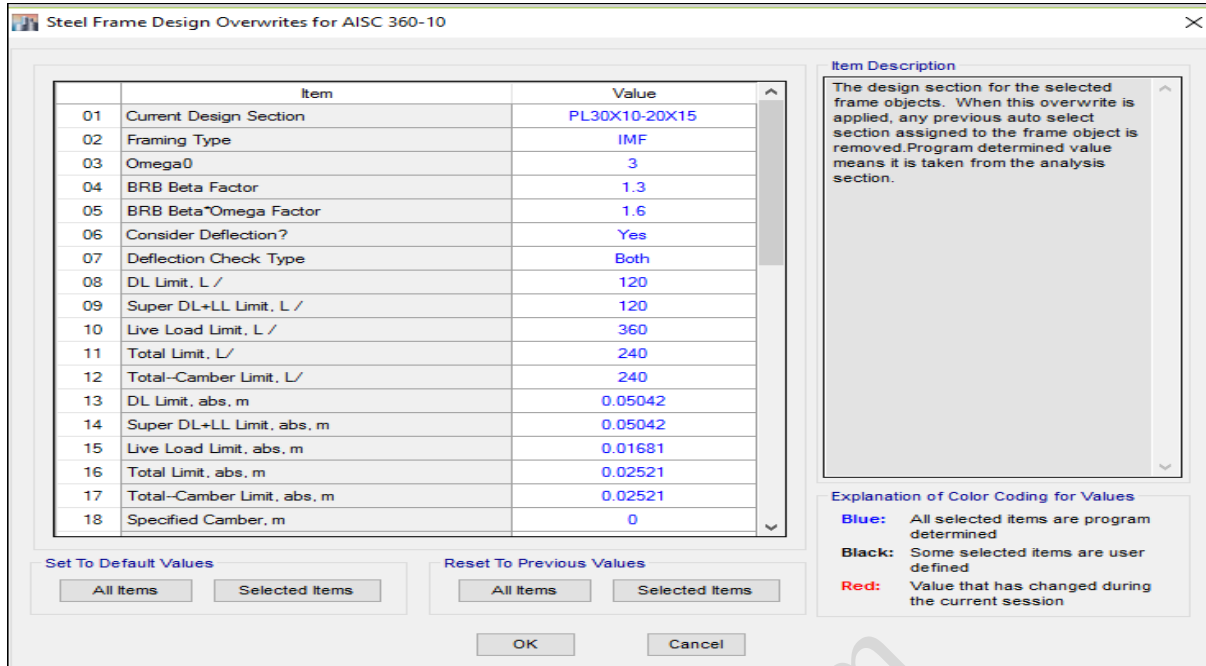 Steel Frame Design Overwrites for AISC 360-10
Item Value
01 Current Design Section PL30X10-20X15
02 Framing Type IMF
03 Omega0 3
04 BRB Beta Factor 1.3
05 BRB Beta*Omega Factor 1.6
06 Consider Deflection? Yes
07 Deflection Check Type Both
08 DL Limit, L / 120
09 Super DL+LL Limit, L / 120
10 Live Load Limit, L / 360
11 Total Limit, L/ 240
12 Total--Camber Limit, L/ 240
13 DL Limit, abs, m 0.05042
14 Super DL+LL Limit, abs, m 0.05042
15 Live Load Limit, abs, m 0.01681
16 Total Limit, abs, m 0.02521
17 Total--Camber Limit, abs, m 0.02521
18 Specified Camber, m 0
Item Description
The design section for the selected
frame objects. When this overwrite is
applied, any previous auto select
section assigned to the frame object is
removed.Program determined value
means it is taken from the analysis
section.
Explanation of Color Coding for Values
Blue: All selected items are program
determined
Black: Some selected items are user
defined
Red: Value that has changed during
the current session
Set To Default Values
All Items Selected Items
Reset To Previous Values
All Items Selected Items
OK Cancel